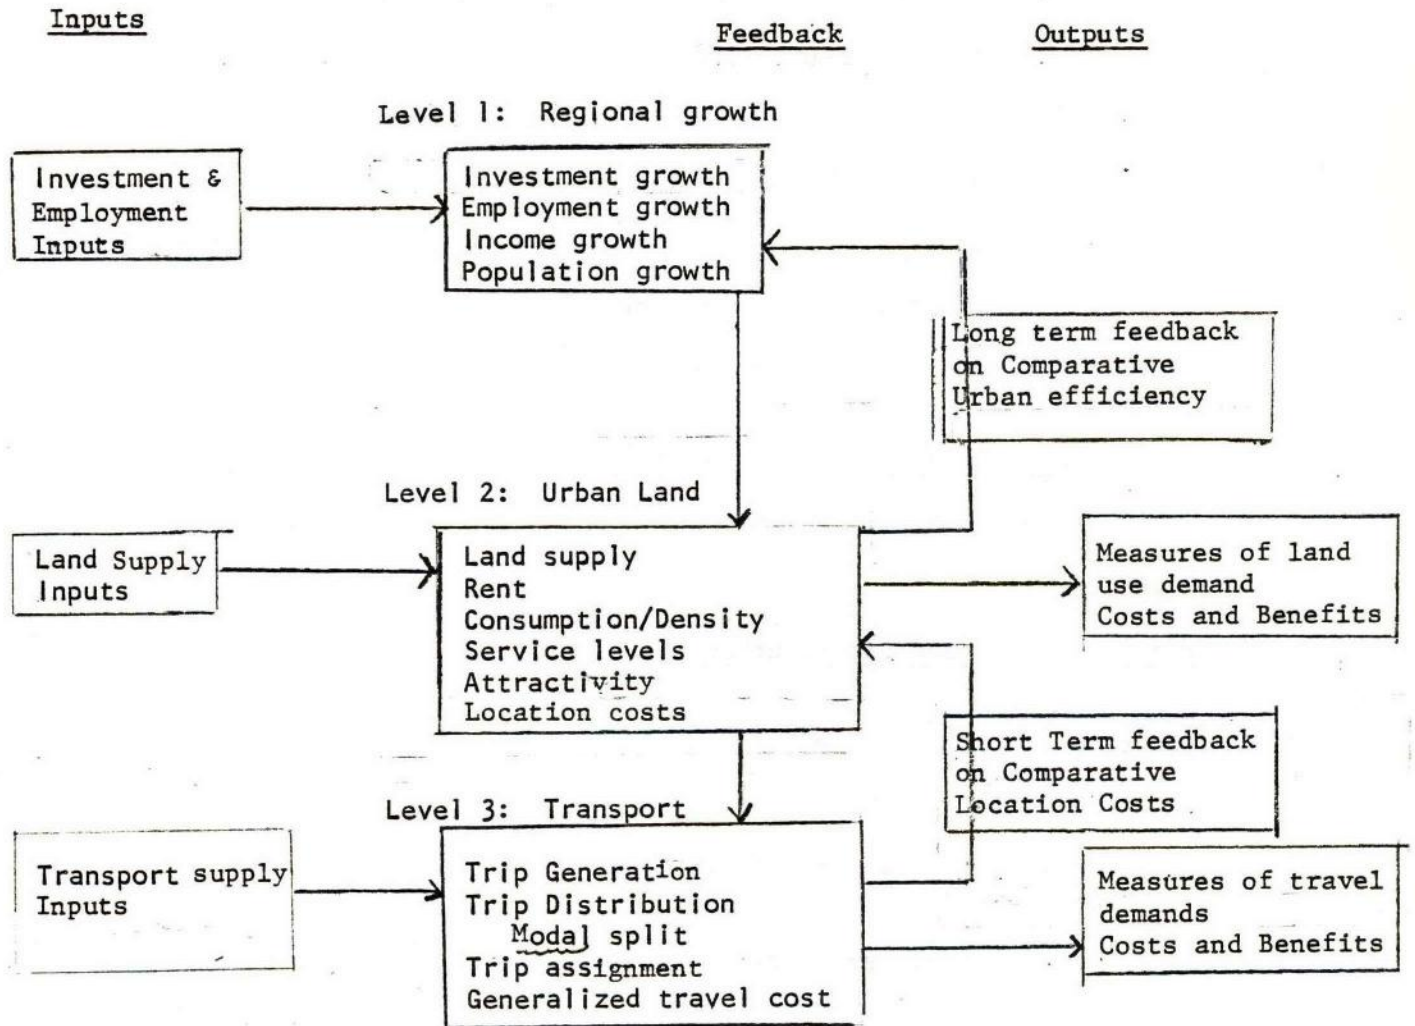 Inputs
Feedback
Outputs
Level 1: Regional growth
Investment &
Employment
Inputs
Investment growth
Employment growth
Income growth
Population growth
Long term feedback
on Comparative
Urban efficiency
Level 2: Urban Land
Land Supply
Inputs
Land supply
Rent
Consumption/Density
Service levels
Attractivity
Location costs
Measures of land
use demand
Costs and Benefits
Short Term feedback
on Comparative
Location Costs
Level 3: Transport
Transport supply
Inputs
Trip Generation
Trip Distribution
Modal split
Trip assignment
Generalized travel cost
Measures of travel
demands
Costs and Benefits